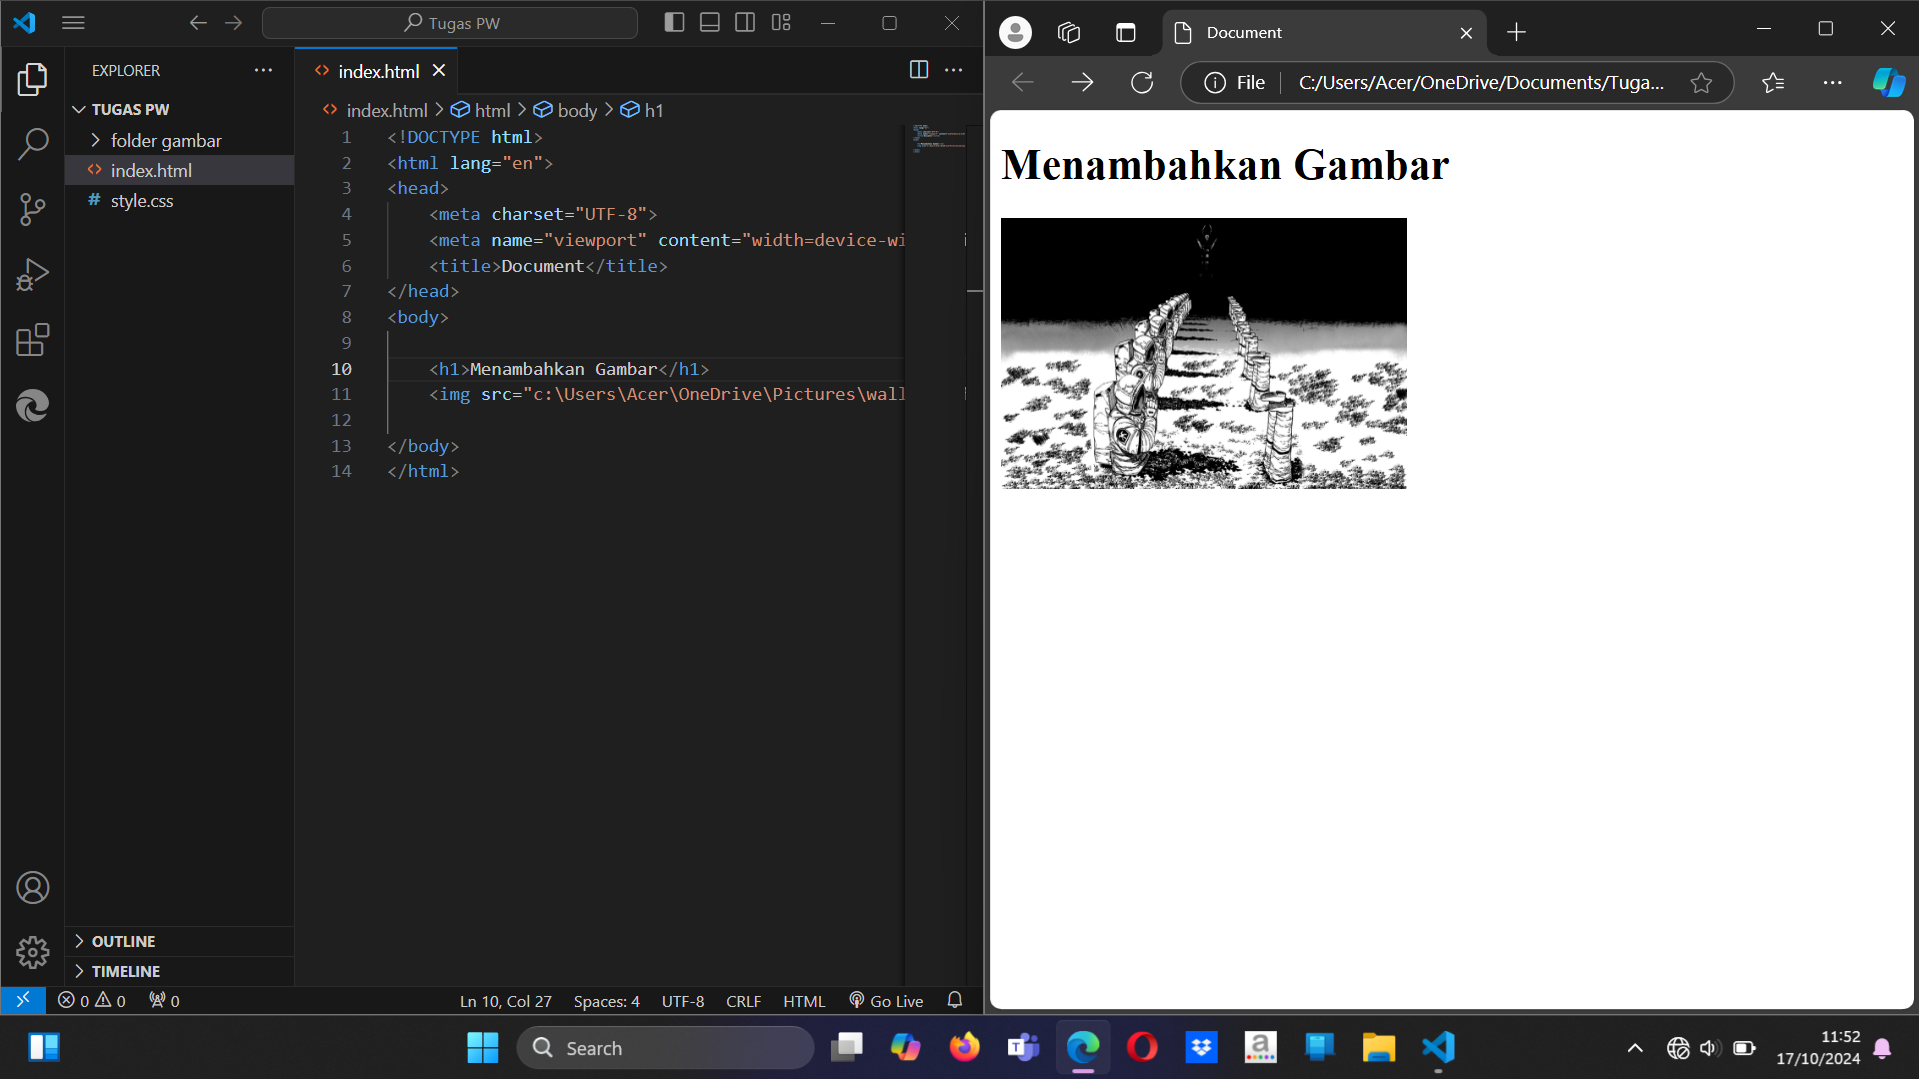 Tugas PW
EXPLORER
TUGAS PW
folder gambar
index.html
style.css
OUTLINE
TIMELINE
index.html
index.html > html > body > h1
1 <!DOCTYPE html>
2 <html lang="en">
3 <head>
4 <meta charset="UTF-8">
5 <meta name="viewport" content="width=device-wi
6 <title>Document</title>
7 </head>
8 <body>
9
10 <h1>Menambahkan Gambar</h1>
11 <img src="c:\Users\Acer\OneDrive\Pictures\wall
12
13 </body>
14 </html>
0 0 0
Ln 10, Col 27 Spaces: 4 UTF-8 CRLF HTML Go Live
Document
File C:/Users/Acer/OneDrive/Documents/Tuga...
Menambahkan Gambar
Search
11:52
17/10/2024